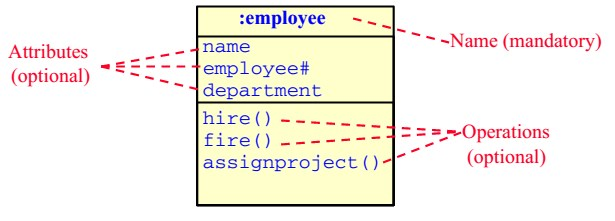 :employee
Name (mandatory)
Attributes
(optional)
name
employee#
department
hire()
fire()
assignproject()
Operations
(optional)